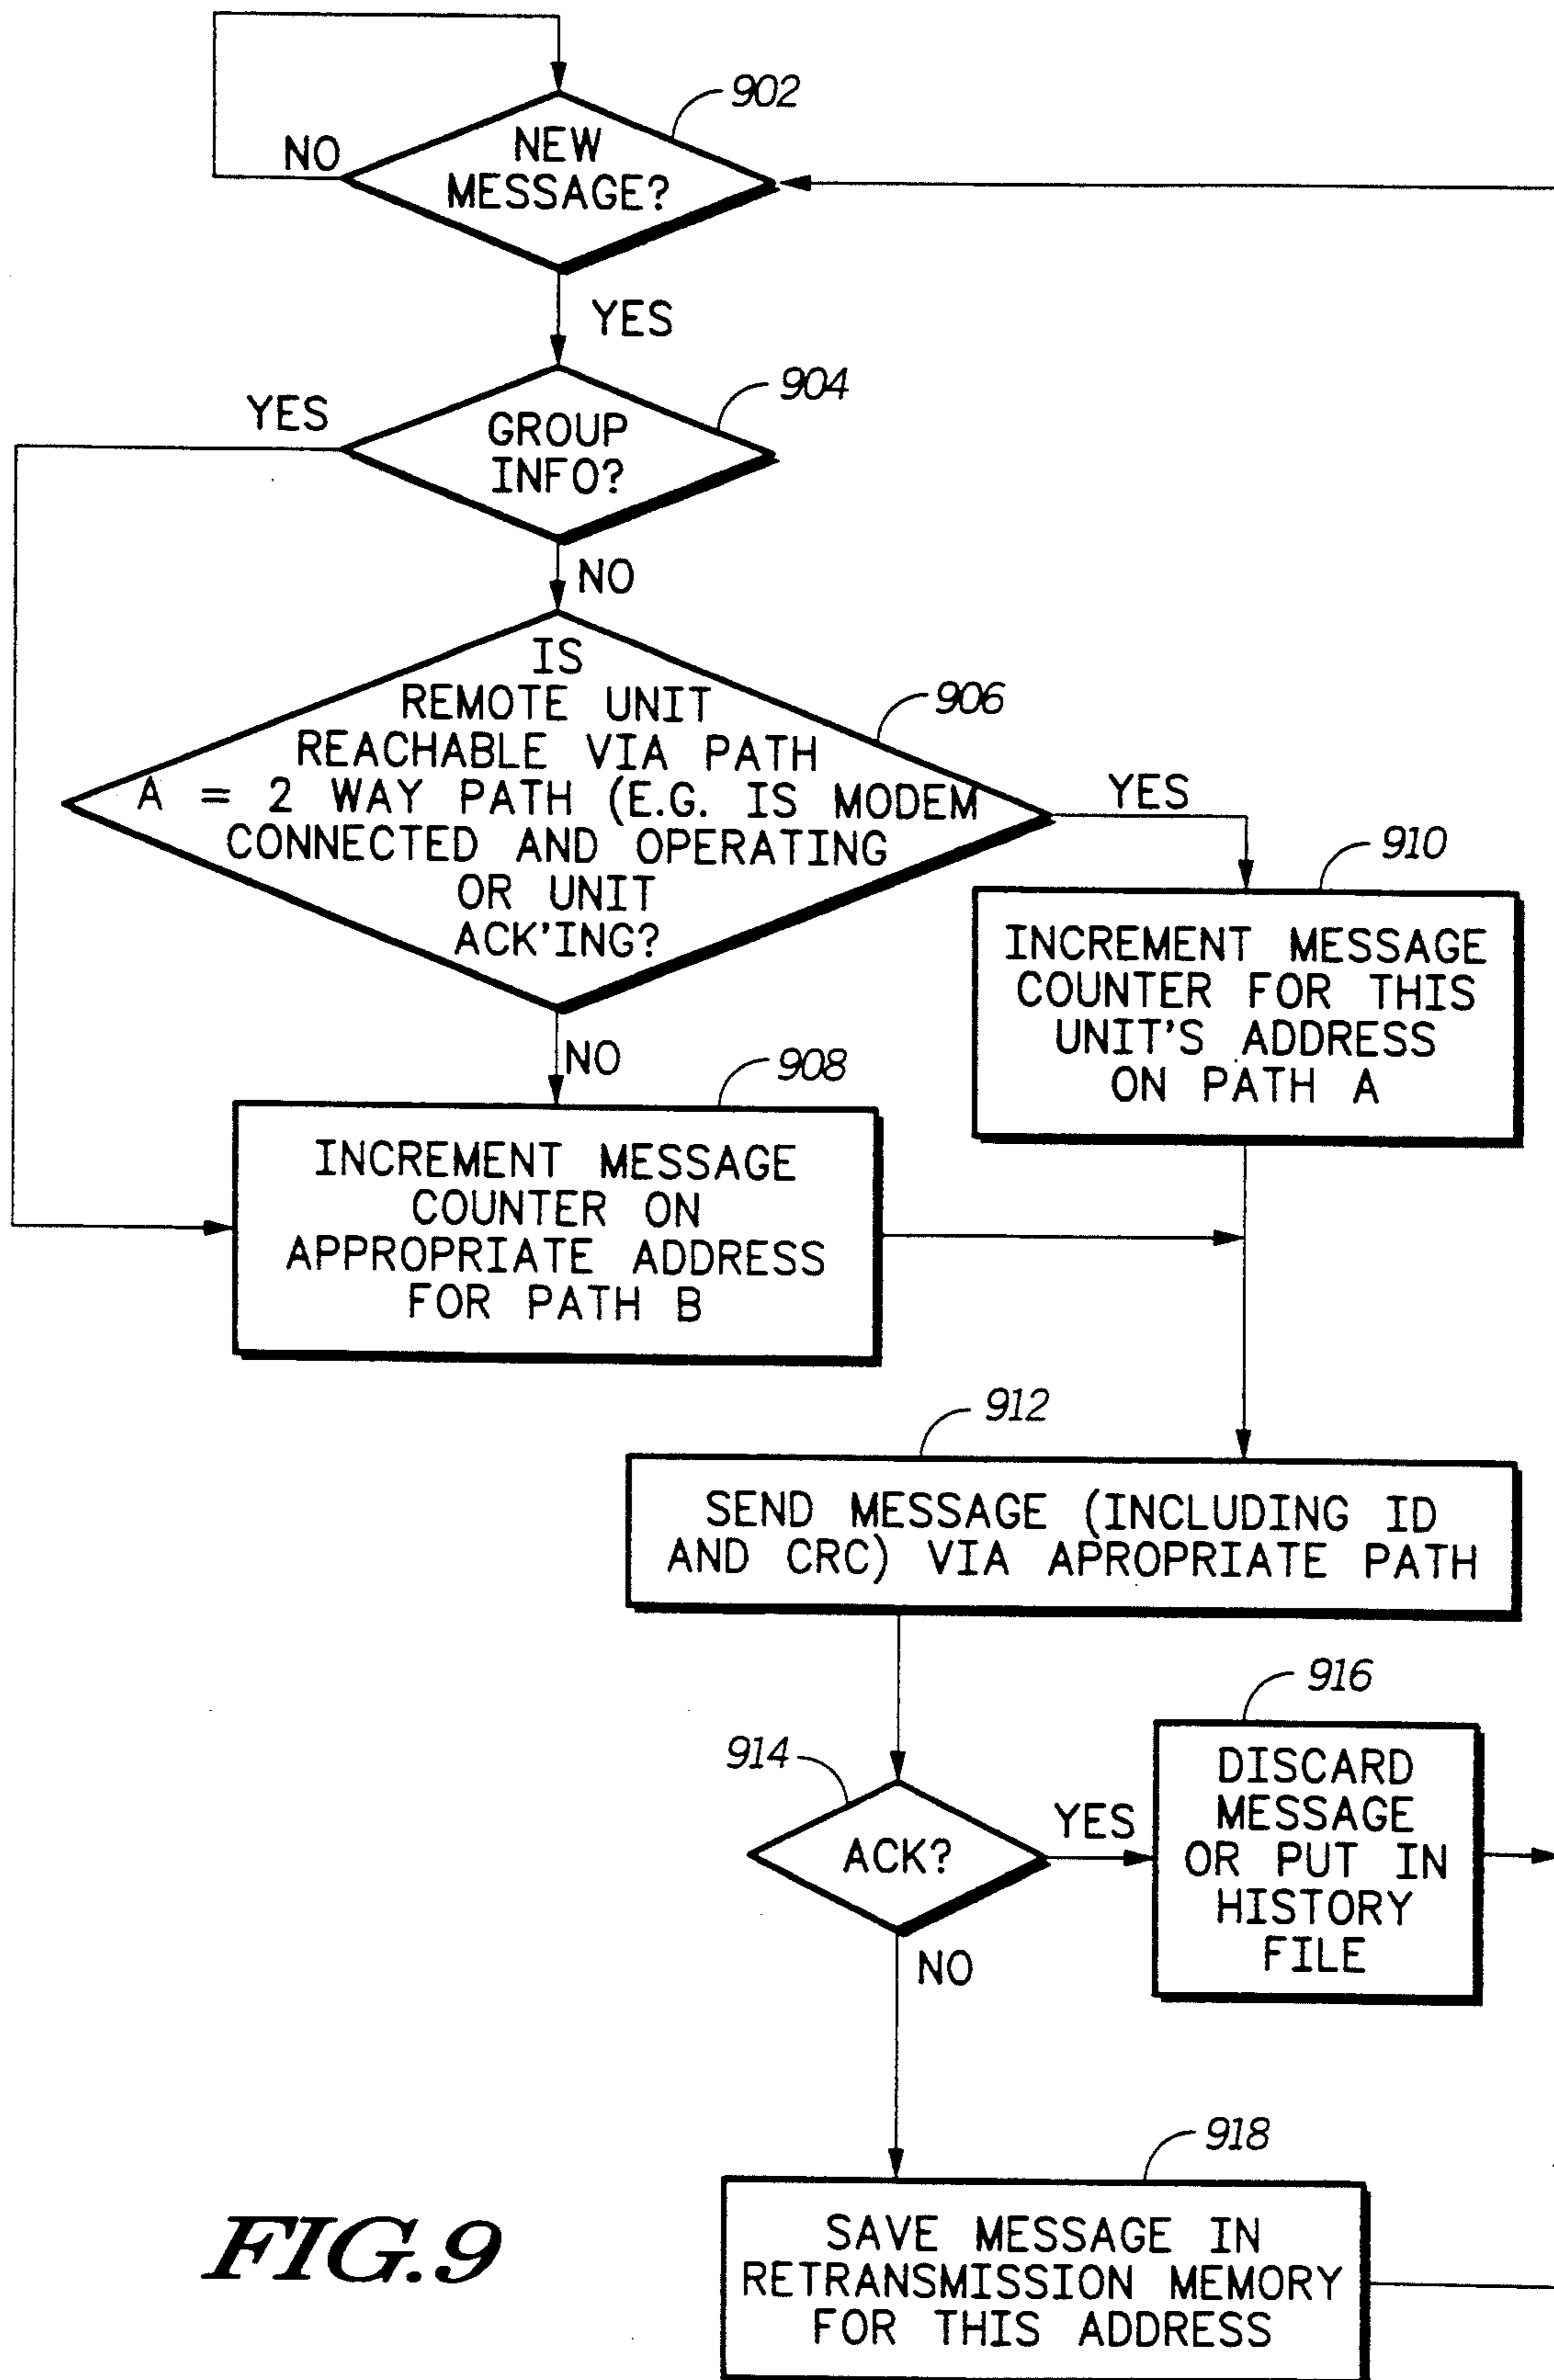 902
NEW
NO
MESSAGE?
YES
904
YES
GROUP
INFO?
NO
IS
REMOTE UNIT
906
REACHABLE VIA PATH
A = 2 WAY PATH (E.G. IS MODEM
YES
CONNECTED AND OPERATING
910
OR UNIT
ACK'ING?
INCREMENT MESSAGE
COUNTER FOR THIS
UNIT'S ADDRESS
ON PATH A
NO
908
INCREMENT MESSAGE
COUNTER ON
APPROPRIATE ADDRESS
FOR PATH B
912
SEND MESSAGE (INCLUDING ID
AND CRC) VIA APROPRIATE PATH
916
914
DISCARD
MESSAGE
OR PUT IN
HISTORY
FILE
YES
ACK?
NO
918
SAVE MESSAGE IN
RETRANSMISSION MEMORY
FOR THIS ADDRESS
FIG.9